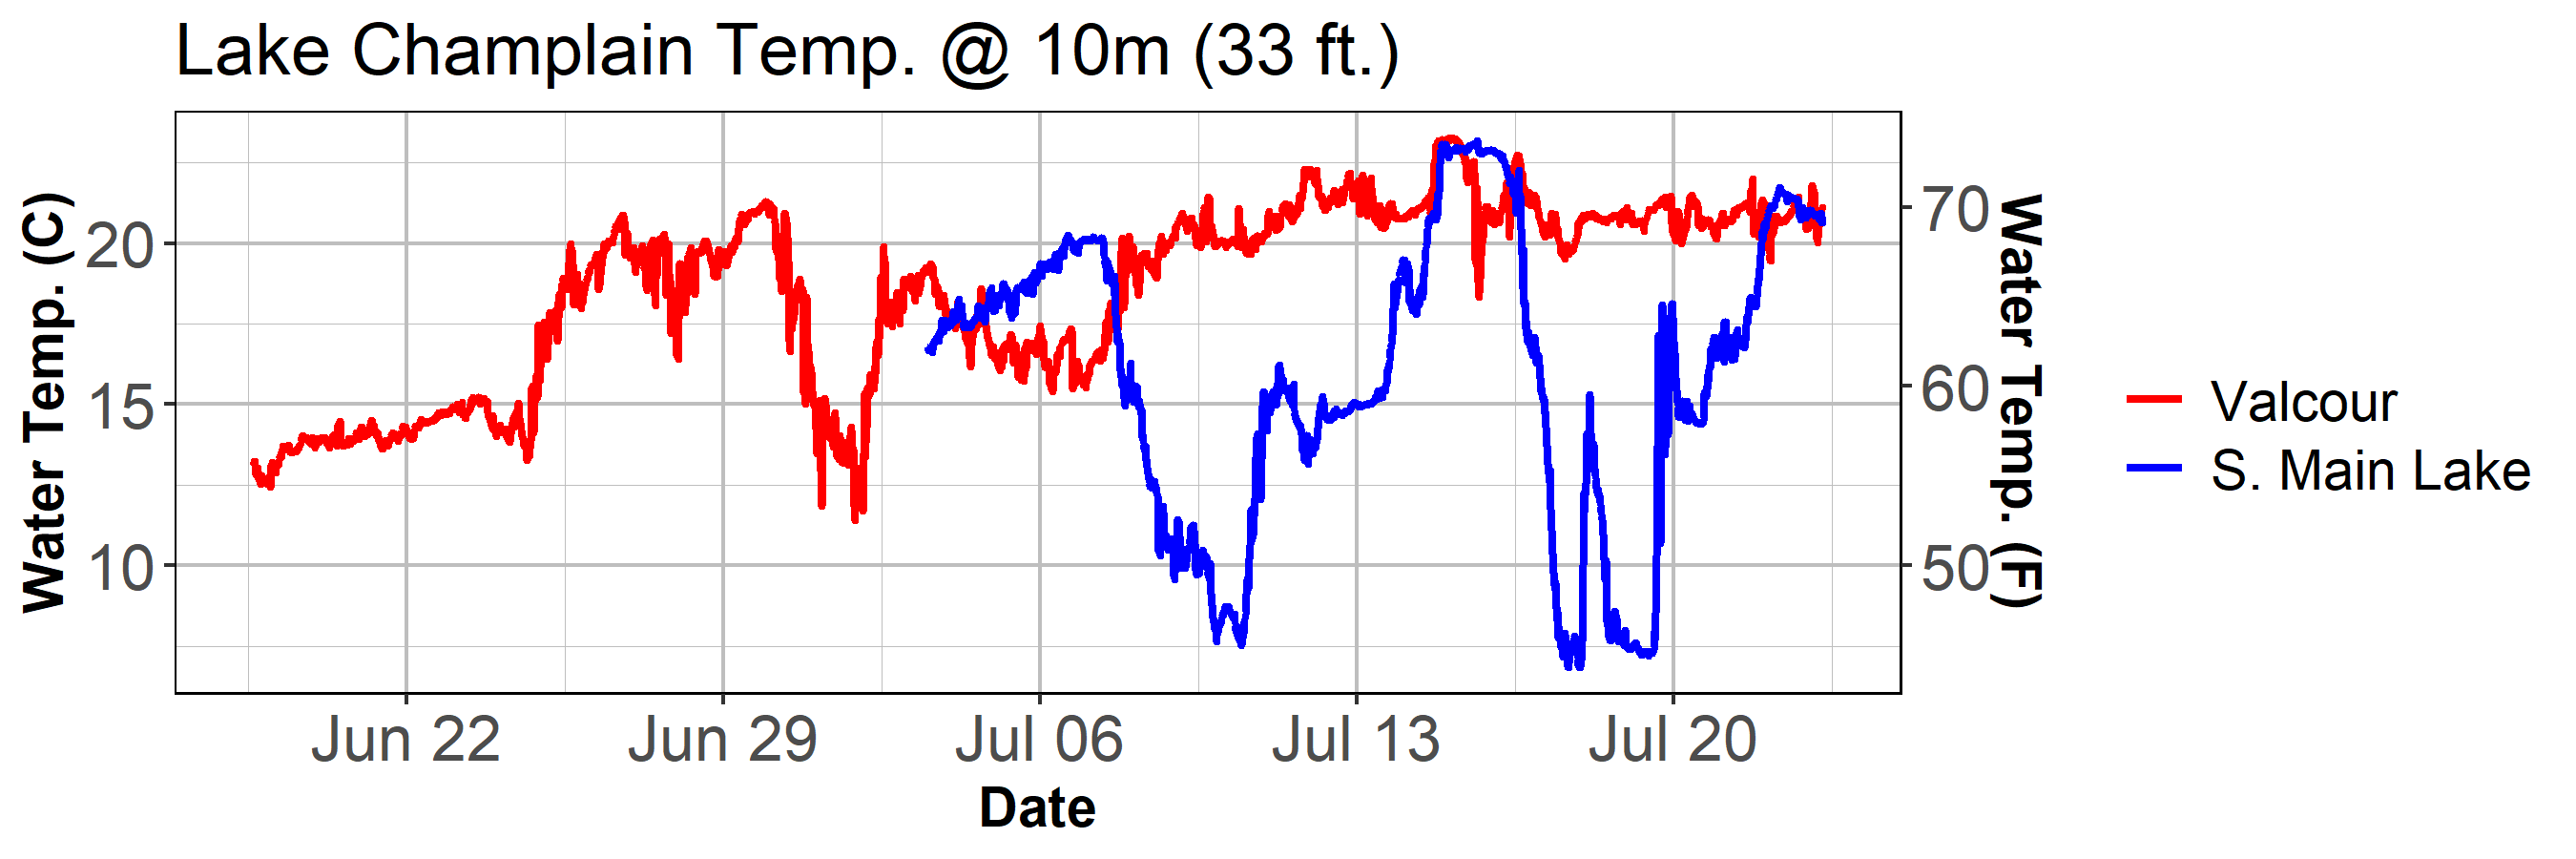 Lake Champlain Temp. @ 10m (33 ft.)
Water Temp. (C)
20
15
10
70
60
50
Water Temp. (F)
Jun 22
Jun 29
Jul 06
Jul 13
Jul 20
Date
Valcour
S. Main Lake